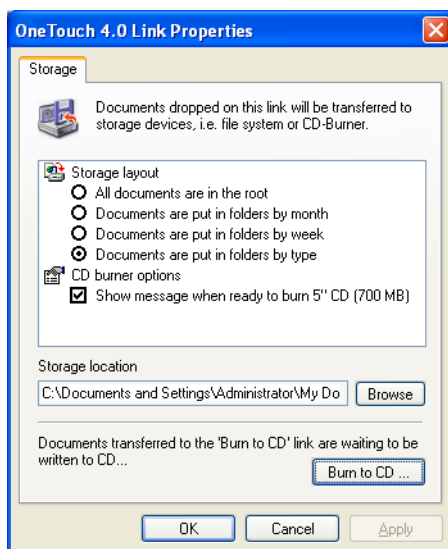 OneTouch 4.0 Link Properties
Storage
Documents dropped on this link will be transferred to
storage devices, i.e. file system or CD-Burner.
Storage layout
All documents are in the root
Documents are put in folders by month
Documents are put in folders by week
Documents are put in folders by type
CD burner options
Show message when ready to burn 5" CD (700 MB)
Storage location
C:\Documents and Settings\Administrator\My Do
Browse
Documents transferred to the 'Burn to CD' link are waiting to be
written to CD...
Burn to CD ...
OK
Cancel
Apply